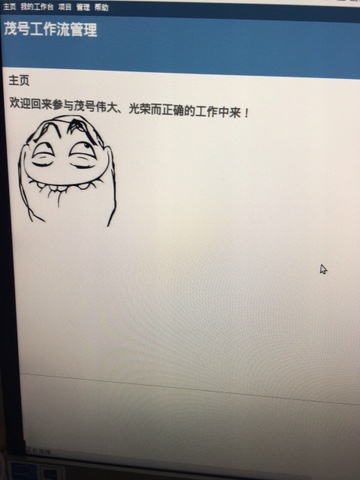 主页 我的工作台 项目 管理 帮助
茂号工作流管理
主页
欢迎回来参与茂号伟大、光荣而正确的工作中来！